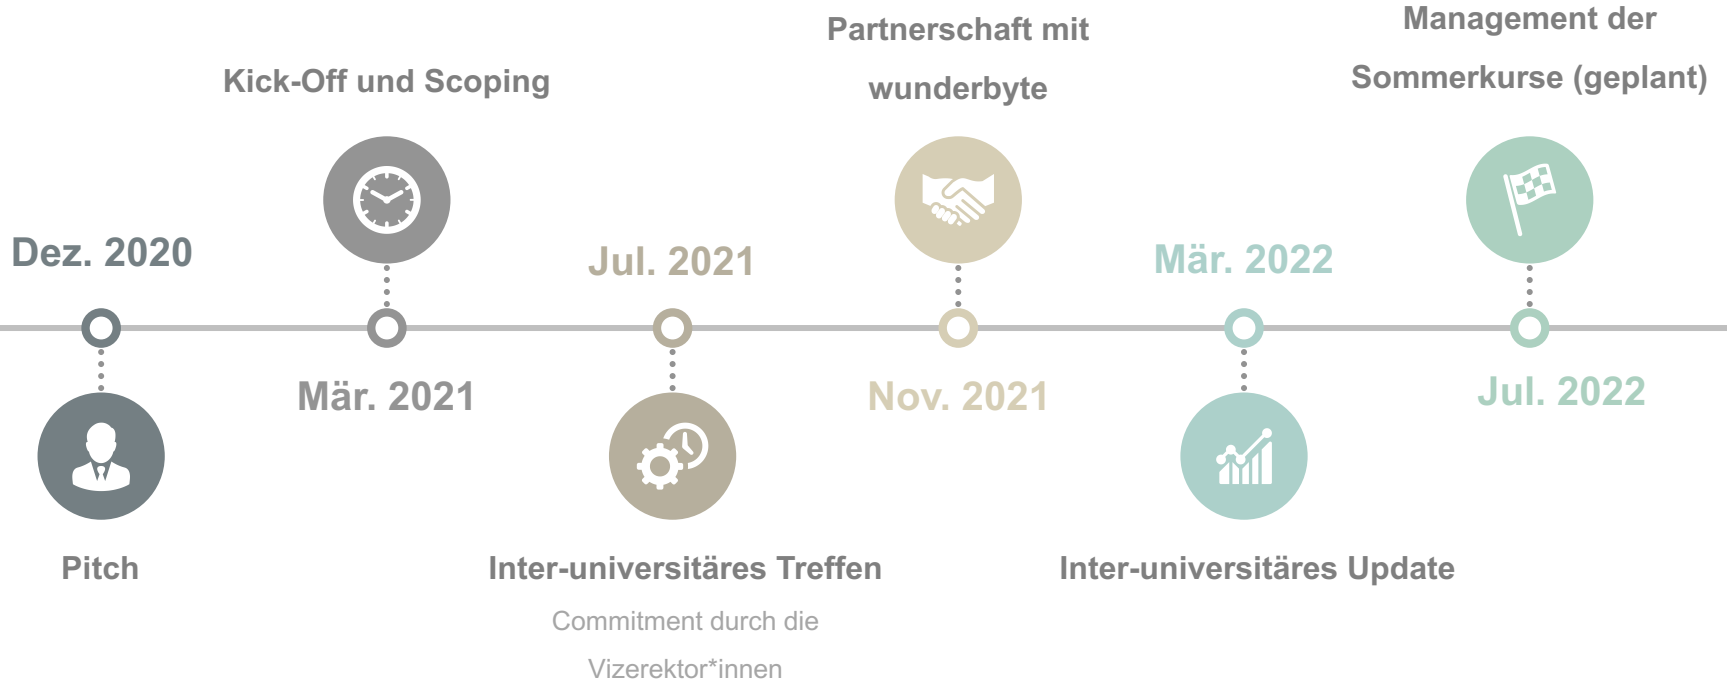 Dez. 2020
Pitch
Kick-Off und Scoping
Mär. 2021
Jul. 2021
Inter-universitäres Treffen
Commitment durch die
Vizerektor*innen
Partnerschaft mit
wunderbyte
Nov. 2021
Mär. 2022
Inter-universitäres Update
Management der
Sommerkurse (geplant)
Jul. 2022